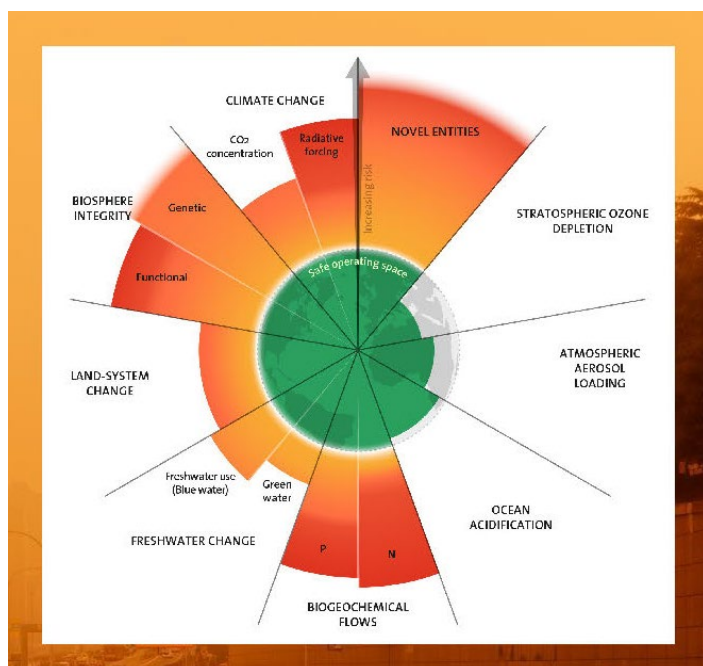 CLIMATE CHANGE
CO₂
concentration
Radiative
forcing
Increasing risk
NOVEL ENTITIES
STRATOSPHERIC OZONE
DEPLETION
ATMOSPHERIC
AEROSOL
LOADING
OCEAN
ACIDIFICATION
BIOGEOCHEMICAL
FLOWS
P
N
FRESHWATER CHANGE
Freshwater use
(Blue water)
Green
water
LAND-SYSTEM
CHANGE
BIOSPHERE
INTEGRITY
Genetic
Functional
Safe operating space